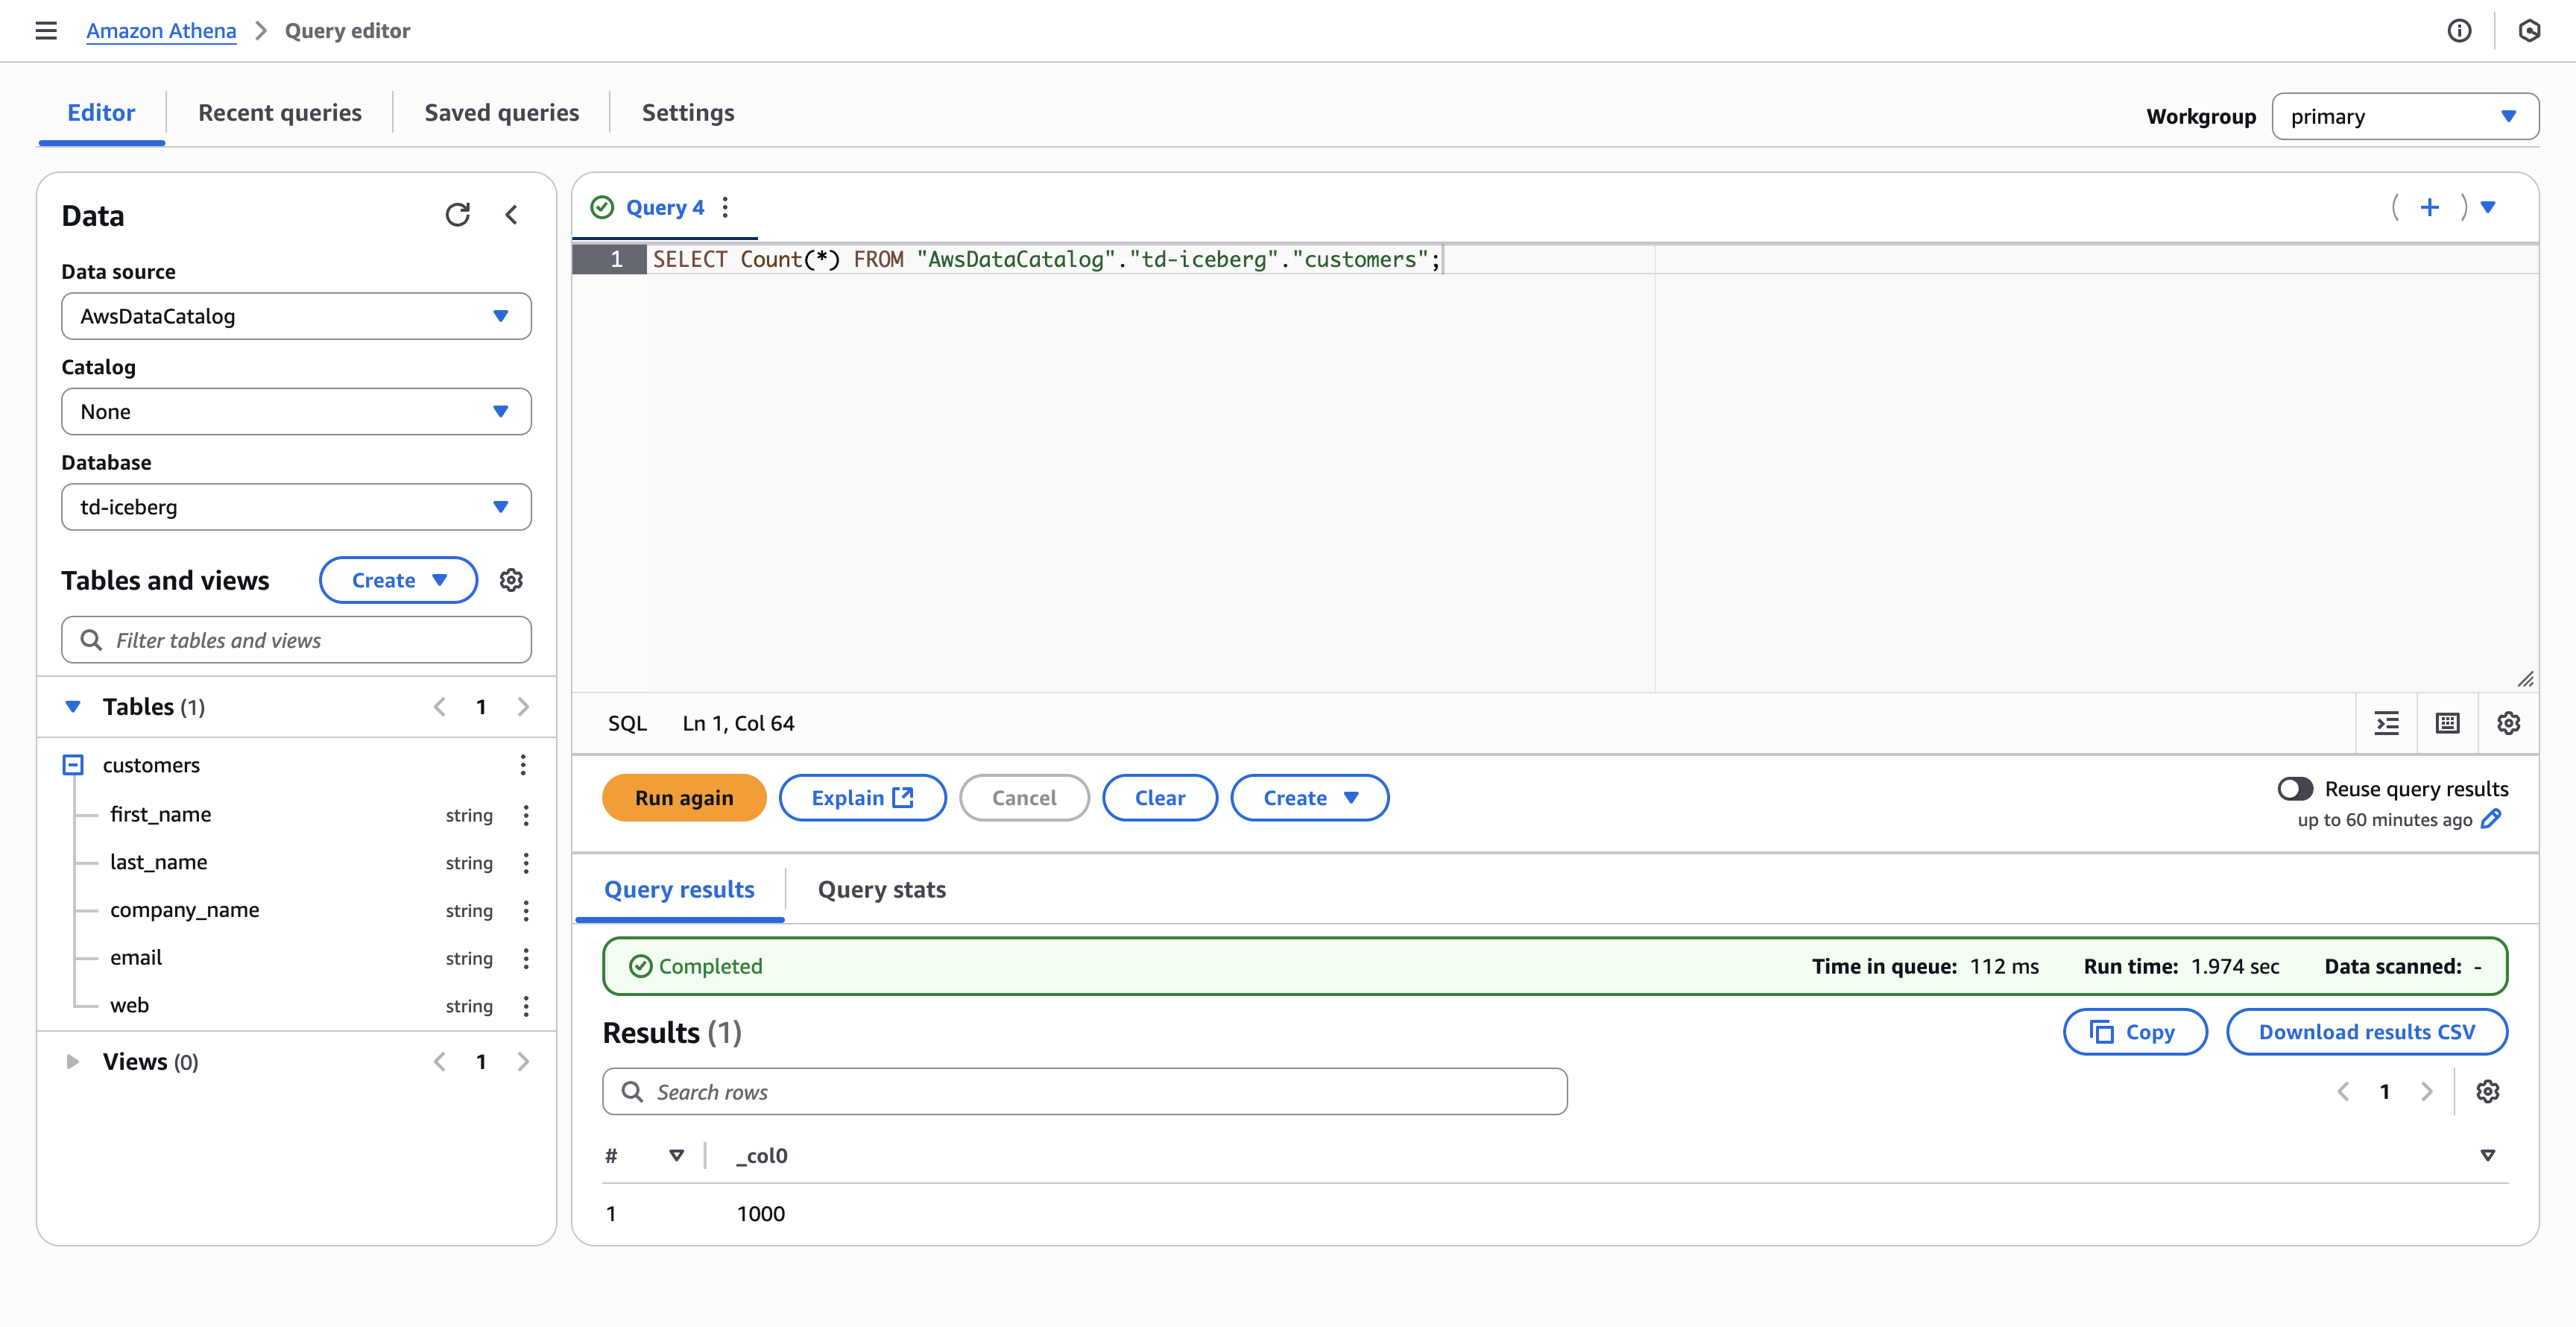 Amazon Athena > Query editor
Editor Recent queries Saved queries Settings
Workgroup primary
Data
Data source
AwsDataCatalog
Catalog
None
Database
td-iceberg
Tables and views Create
Filter tables and views
Tables (1) 1
customers
first_name string
last_name string
company_name string
email string
web string
Views (0) 1
Query 4
1 SELECT Count(*) FROM "AwsDataCatalog"."td-iceberg"."customers";
SQL Ln 1, Col 64
Run again Explain Cancel Clear Create
Reuse query results
up to 60 minutes ago
Query results Query stats
Completed Time in queue: 112 ms Run time: 1.974 sec Data scanned: -
Results (1) Copy Download results CSV
Search rows 1
# _col0
1 1000